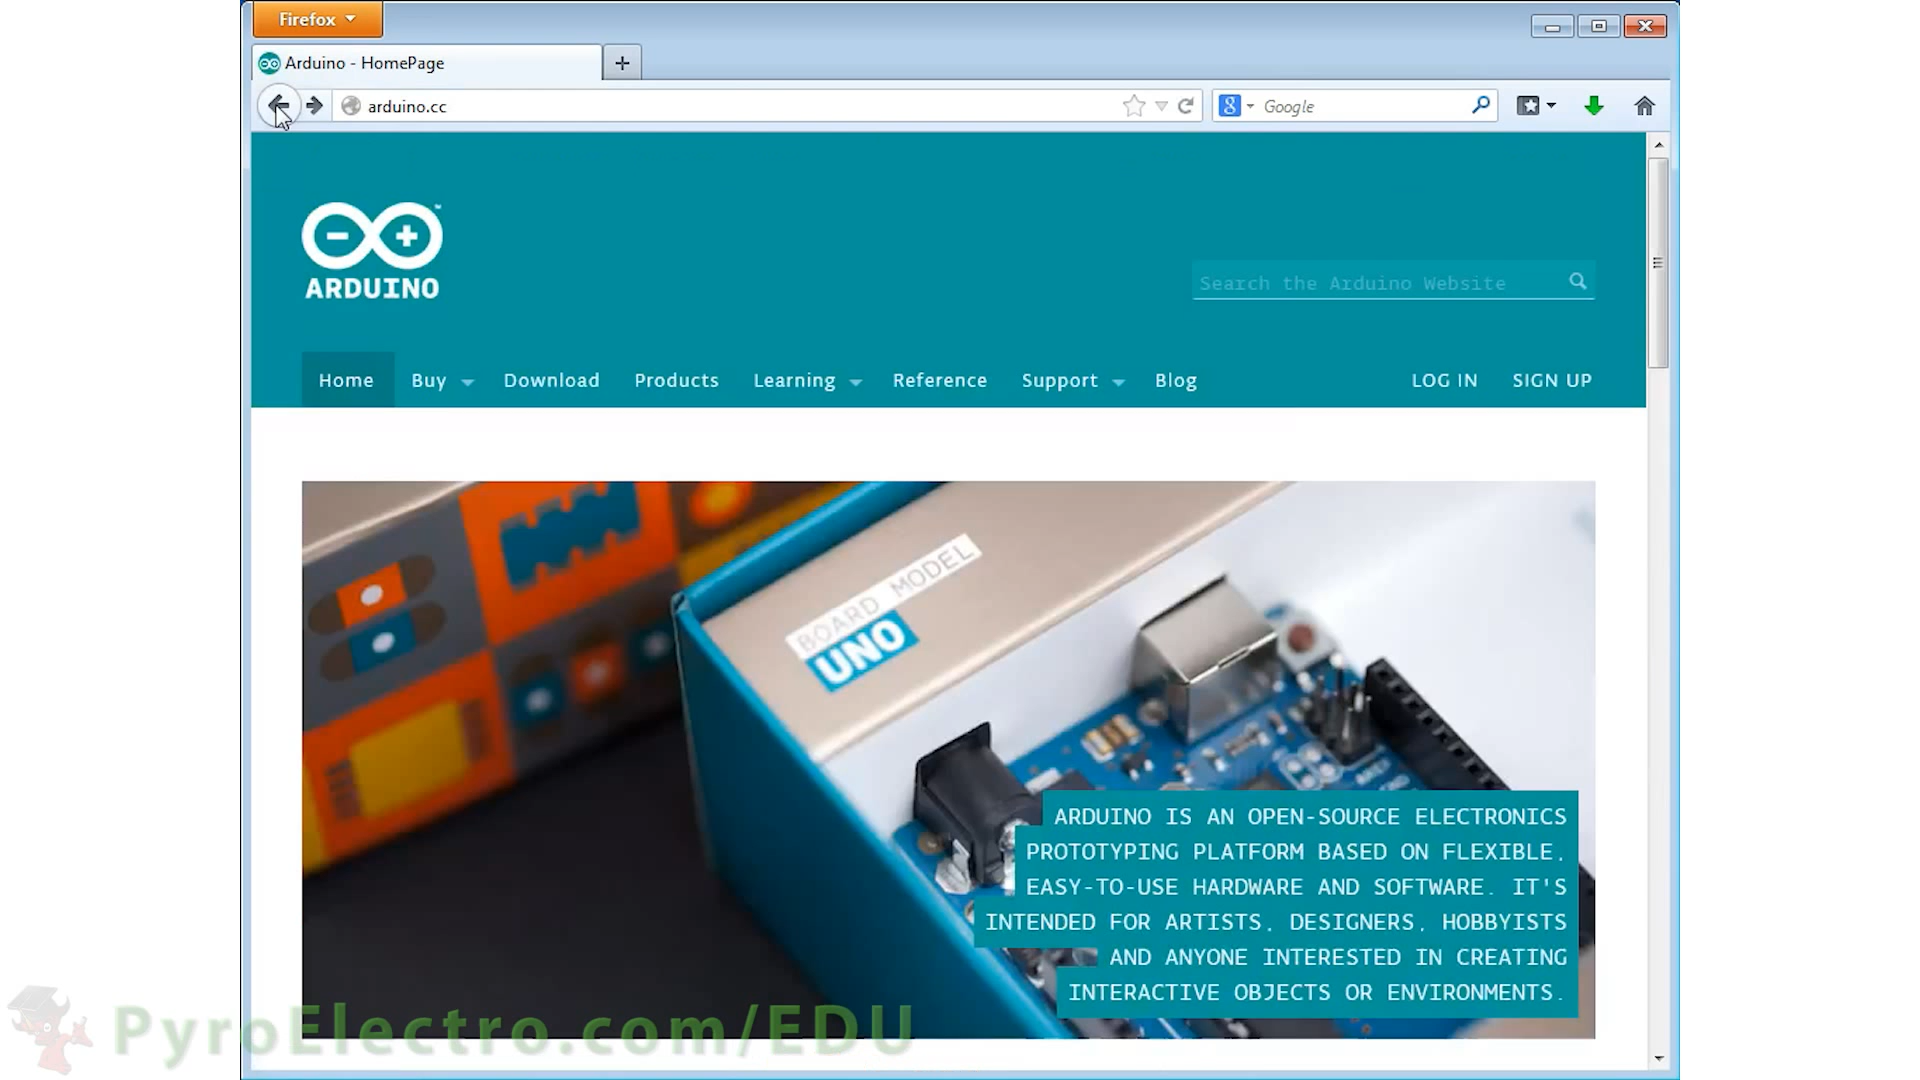 Firefox
Arduino - HomePage
arduino.cc
Google
ARDUINO
Search the Arduino Website
Home Buy Download Products Learning Reference Support Blog LOG IN SIGN UP
BOARD MODEL
UNO
AREF
ARDUINO IS AN OPEN-SOURCE ELECTRONICS
PROTOTYPING PLATFORM BASED ON FLEXIBLE,
EASY-TO-USE HARDWARE AND SOFTWARE. IT'S
INTENDED FOR ARTISTS, DESIGNERS, HOBBYISTS
AND ANYONE INTERESTED IN CREATING
INTERACTIVE OBJECTS OR ENVIRONMENTS.
PyroElectro.com/EDU